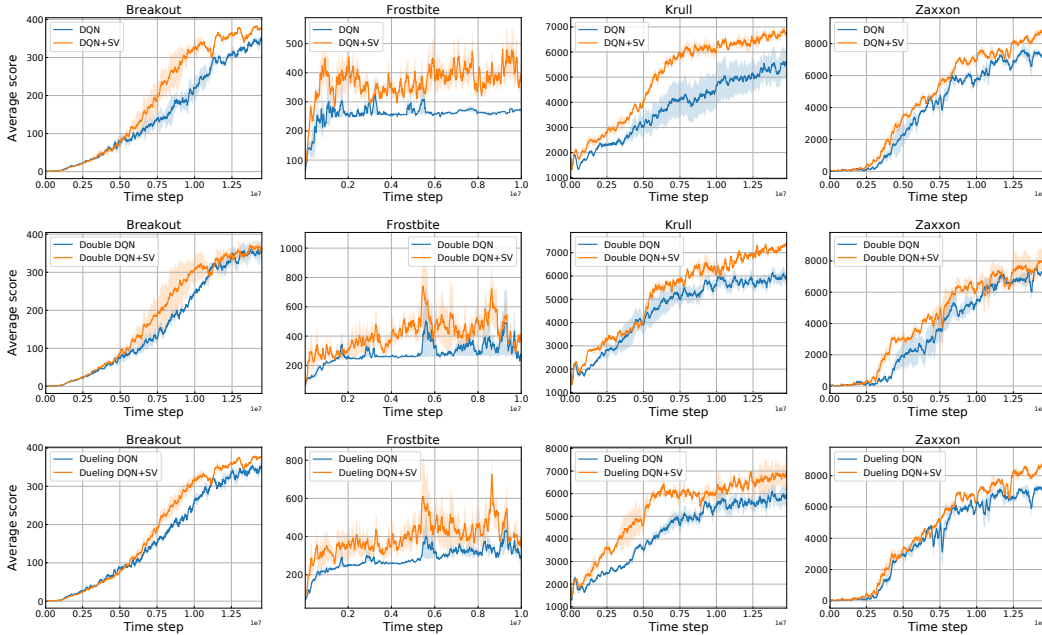 Breakout
Frostbite
Krull
Zaxxon
Average score
400
300
200
100
0
DQN
DQN+SV
0.00 0.25 0.50 0.75 1.00 1.25
1e7
Time step
500
400
300
200
100
DQN
DQN+SV
0.2 0.4 0.6 0.8 1.0
1e7
Time step
7000
6000
5000
4000
3000
2000
1000
DQN
DQN+SV
0.00 0.25 0.50 0.75 1.00 1.25
1e7
Time step
8000
6000
4000
2000
0
DQN
DQN+SV
0.00 0.25 0.50 0.75 1.00 1.25
1e7
Time step
Breakout
Frostbite
Krull
Zaxxon
Average score
400
300
200
100
0
Double DQN
Double DQN+SV
0.00 0.25 0.50 0.75 1.00 1.25
1e7
Time step
1000
800
600
400
200
Double DQN
Double DQN+SV
0.2 0.4 0.6 0.8 1.0
1e7
Time step
7000
6000
5000
4000
3000
2000
1000
Double DQN
Double DQN+SV
0.00 0.25 0.50 0.75 1.00 1.25
1e7
Time step
8000
6000
4000
2000
0
Double DQN
Double DQN+SV
0.00 0.25 0.50 0.75 1.00 1.25
1e7
Time step
Breakout
Frostbite
Krull
Zaxxon
Average score
400
300
200
100
0
Dueling DQN
Dueling DQN+SV
0.00 0.25 0.50 0.75 1.00 1.25
1e7
Time step
800
600
400
200
Dueling DQN
Dueling DQN+SV
0.2 0.4 0.6 0.8 1.0
1e7
Time step
8000
7000
6000
5000
4000
3000
2000
1000
Dueling DQN
Dueling DQN+SV
0.00 0.25 0.50 0.75 1.00 1.25
1e7
Time step
8000
6000
4000
2000
0
Dueling DQN
Dueling DQN+SV
0.00 0.25 0.50 0.75 1.00 1.25
1e7
Time step